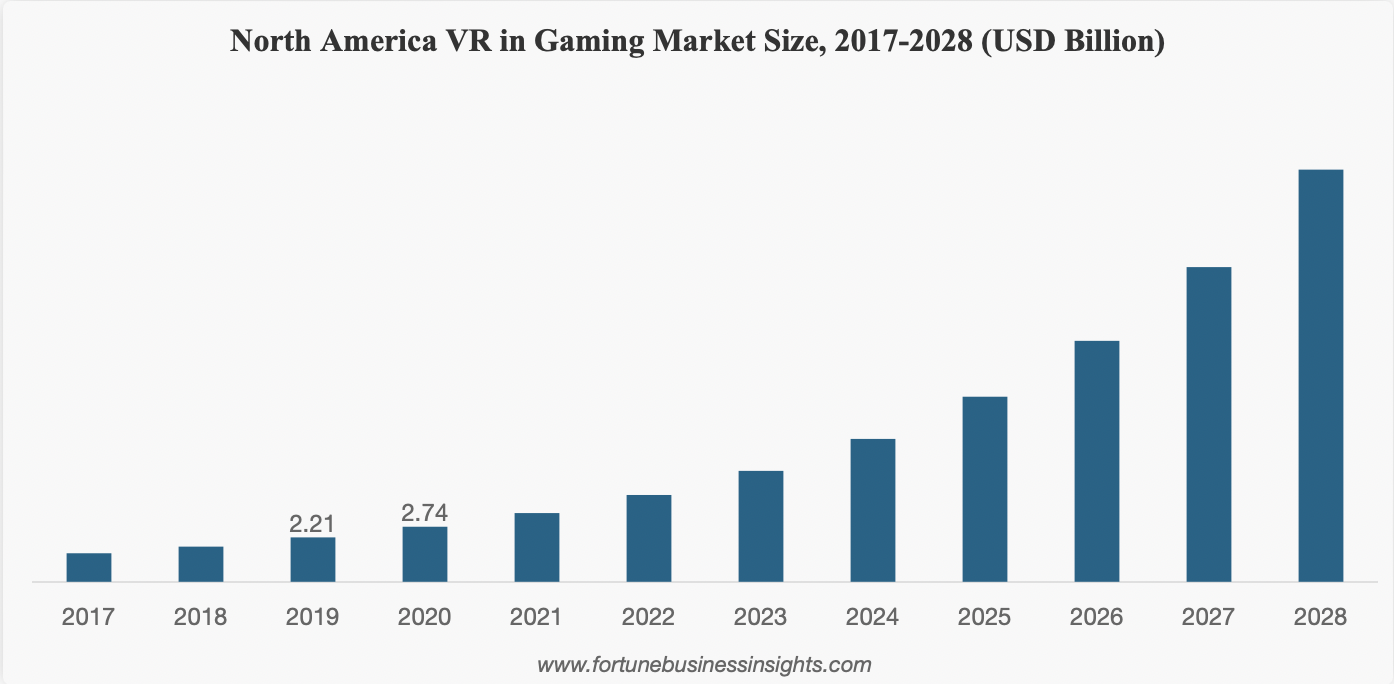 North America VR in Gaming Market Size, 2017-2028 (USD Billion)
2.21 2.74
2017 2018 2019 2020 2021 2022 2023 2024 2025 2026 2027 2028
www.fortunebusinessinsights.com